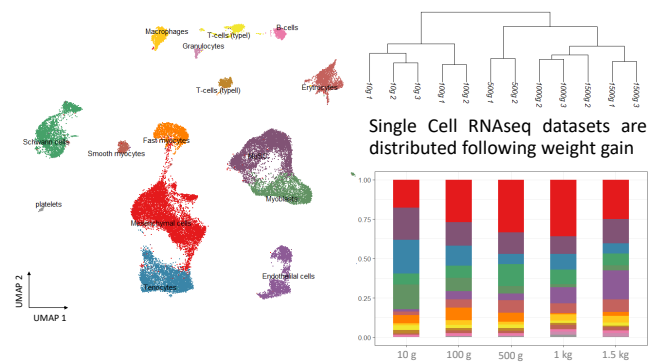 Macrophages
T-cells (typeI)
B-cells
Granulocytes
T-cells (typeII)
Erytrocytes
Schwann cells
Smooth myocytes
Fast myocytes
Myoblasts
platelets
Mesenchymal cells
Tenocytes
Endothelial cells
UMAP 2
UMAP 1
10g 1
10g 2
10g 3
100g 1
100g 2
500g 1
500g 2
1000g 2
1000g 3
1500g 1
1500g 2
1500g 3
Single Cell RNAseq datasets are
distributed following weight gain
1.00
0.75
0.50
0.25
0.00
10 g
100 g
500 g
1 kg
1.5 kg